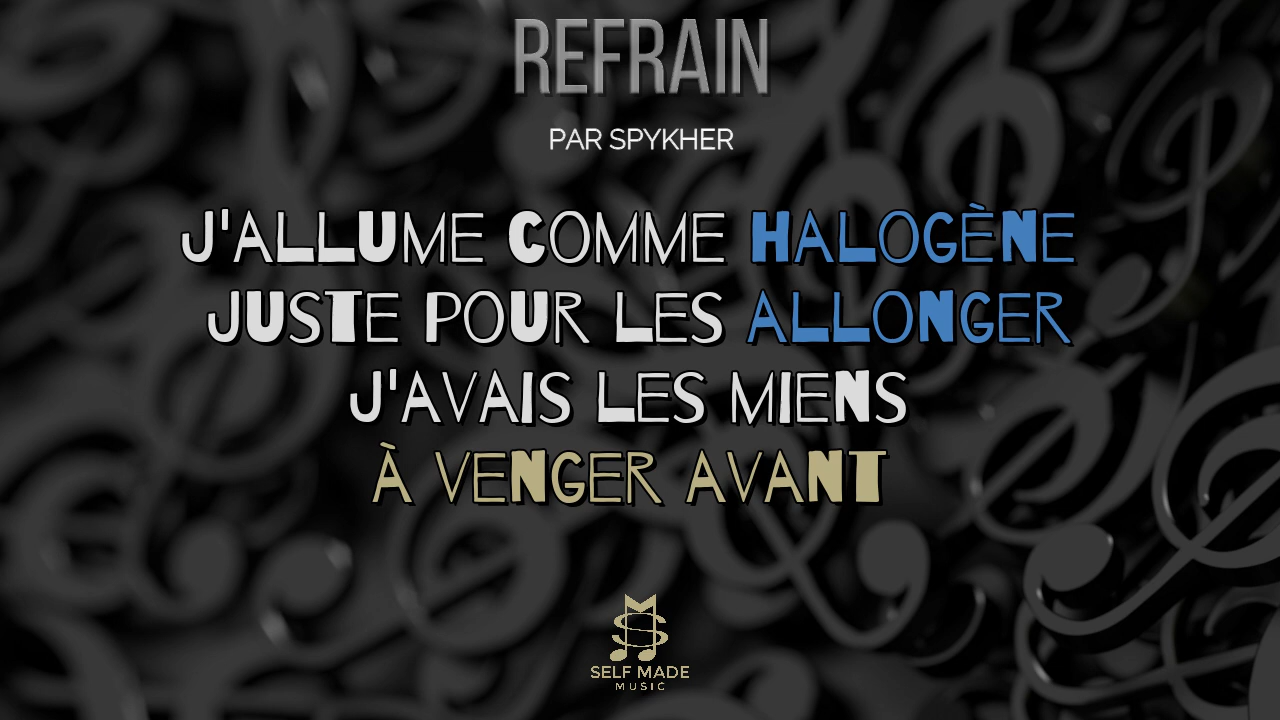 REFRAIN
PAR SPYKHER
J'ALLUME COMME HALOGÈNE
JUSTE POUR LES ALLONGER
J'AVAIS LES MIENS
À VENGER AVANT
SELF MADE
MUSIC